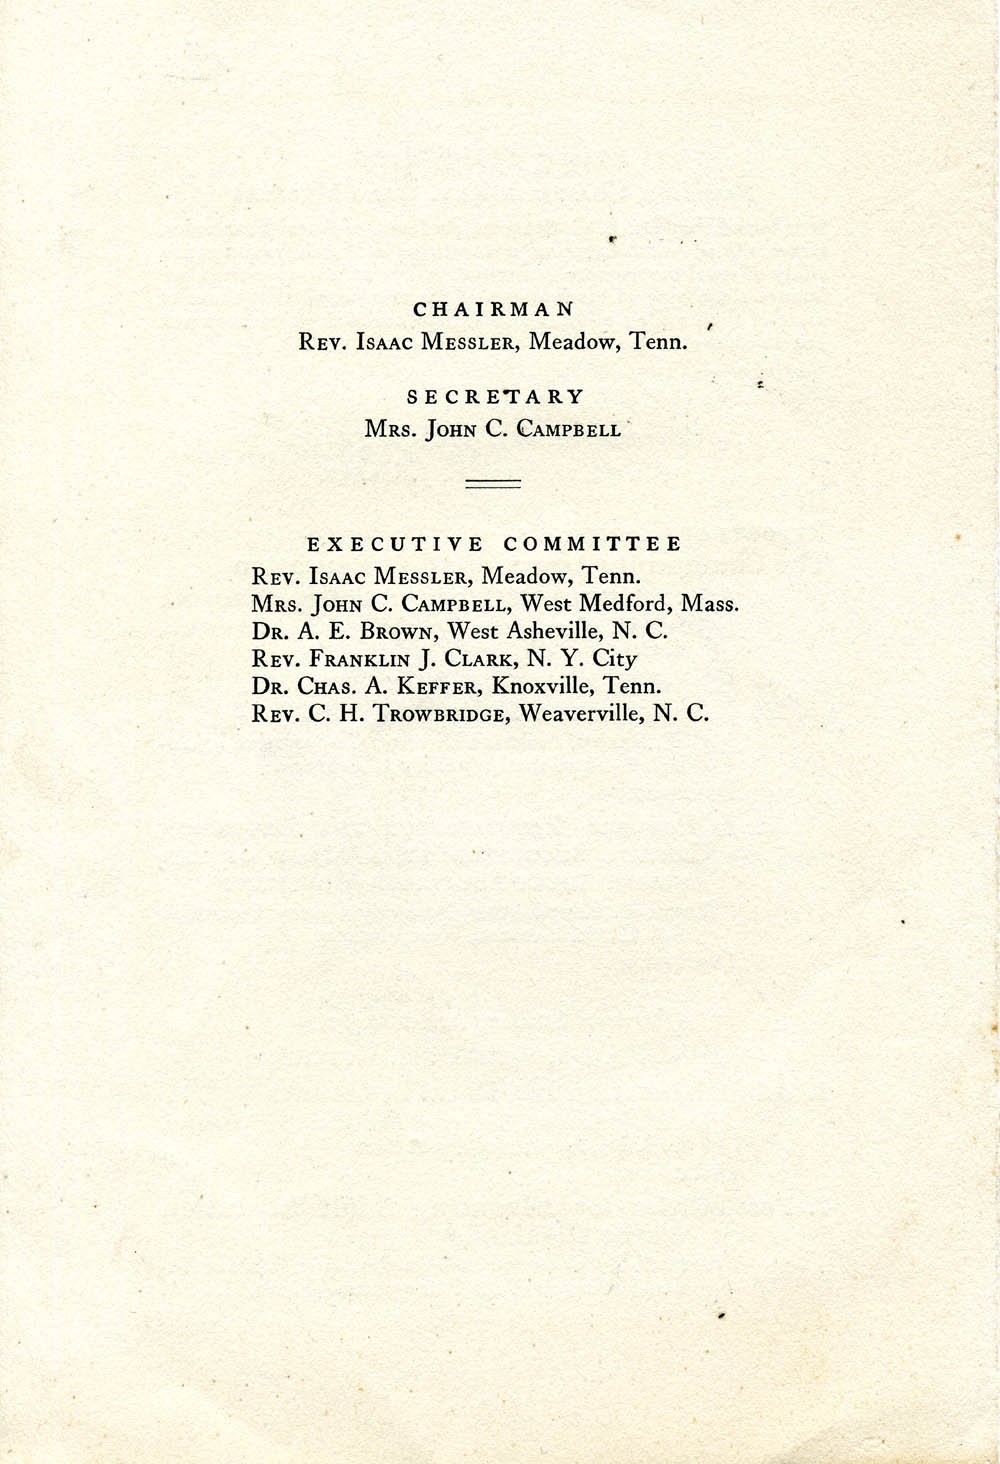 CHAIRMAN
Rev. Isaac Messler, Meadow, Tenn.
SECRETARY
Mrs. John C. Campbell
EXECUTIVE COMMITTEE
Rev. Isaac Messler, Meadow, Tenn.
Mrs. John C. Campbell, West Medford, Mass.
Dr. A. E. Brown, West Asheville, N. C.
Rev. Franklin J. Clark, N. Y. City
Dr. Chas. A. Keffer, Knoxville, Tenn.
Rev. C. H. Trowbridge, Weaverville, N. C.